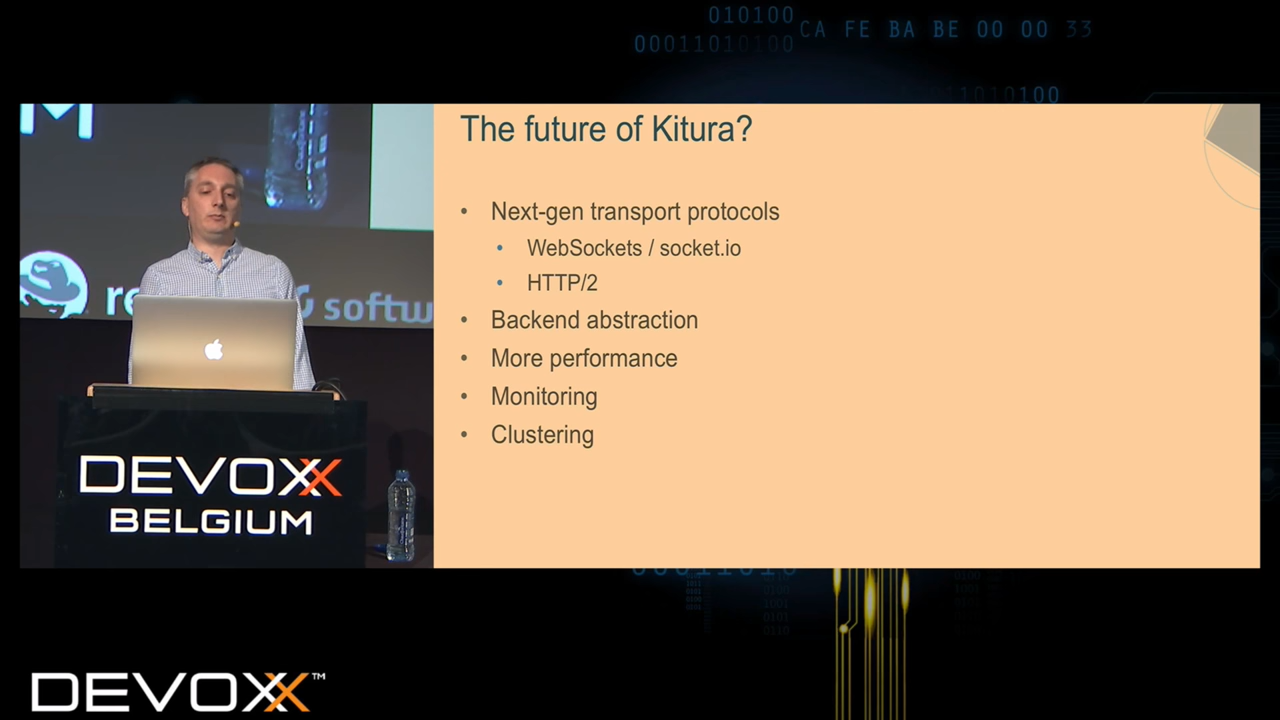 010100
00011010100
CA FE BA BE 00 00 33
1010100
The future of Kitura?
• Next-gen transport protocols
• WebSockets / socket.io
• HTTP/2
• Backend abstraction
• More performance
• Monitoring
• Clustering
softw
DEVOXX
BELGIUM
DEVOXX™